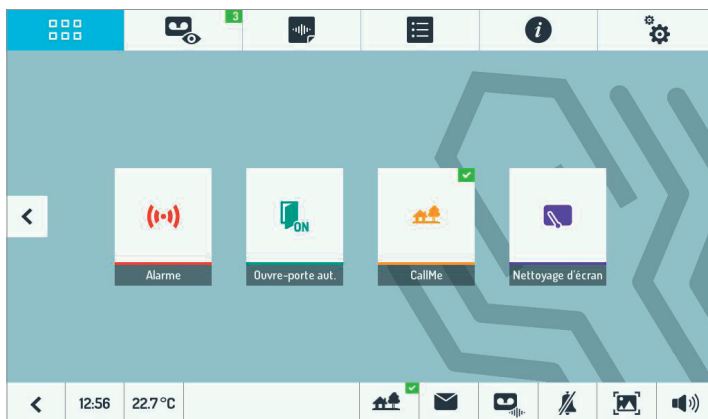 3
i
ON
Alarme
Ouvre-porte aut.
CallMe
Nettoyage d'écran
12:56
22.7 °C